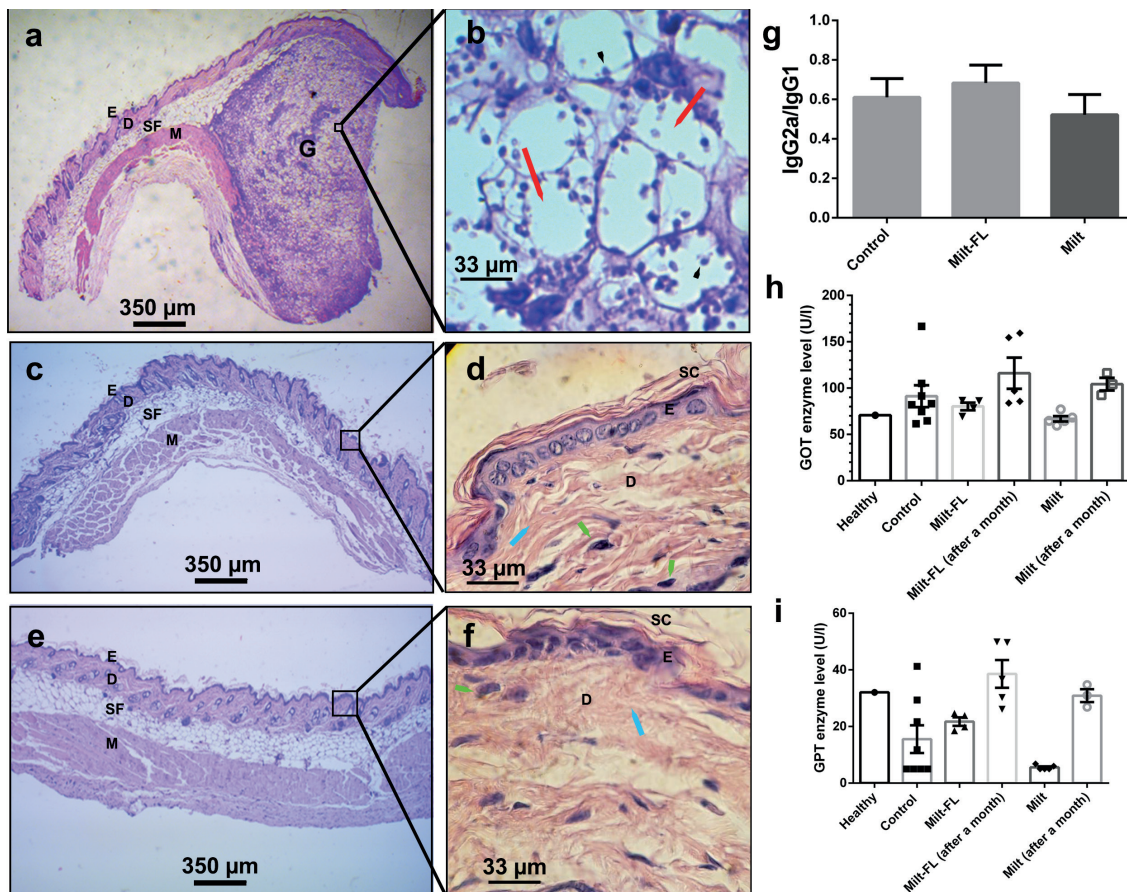 a
E
D
SF
M
G
350 µm
b
33 µm
c
E
D
SF
M
350 µm
d
SC
E
D
33 µm
e
E
D
SF
M
350 µm
f
SC
E
D
33 µm
g
IgG2a/IgG1
1.0
0.8
0.6
0.4
0.2
0.0
Control
Milt-FL
Milt
h
GOT enzyme level (U/l)
200
150
100
50
0
Healthy
Control
Milt-FL
Milt-FL (after a month)
Milt
Milt (after a month)
i
GPT enzyme level (U/l)
60
40
20
0
Healthy
Control
Milt-FL
Milt-FL (after a month)
Milt
Milt (after a month)